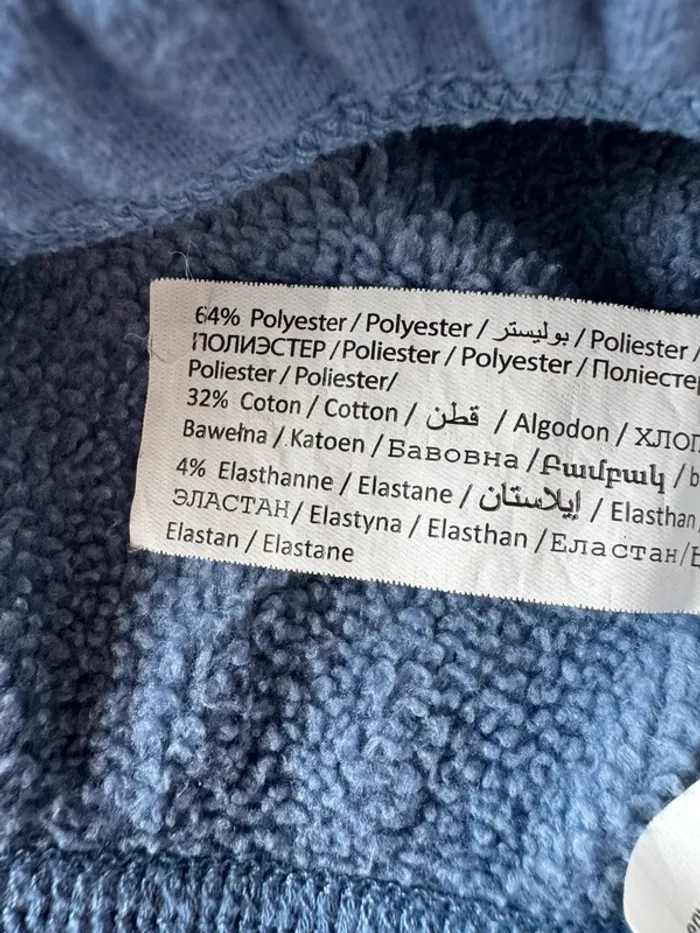 64% Polyester / Polyester / بوليستر / Poliester /
ПОЛИЭСТЕР / Poliester / Polyester / Поліестер
Poliester / Poliester/
32% Coton / Cotton / قطن / Algodon / ХЛОП
Bawełna / Katoen / Бавовна / Բամբակ / b
4% Elasthanne / Elastane / إيلاستان / Elasthan
ЭЛАСТАН / Elastyna / Elasthan / Еластан /
Elastan / Elastane